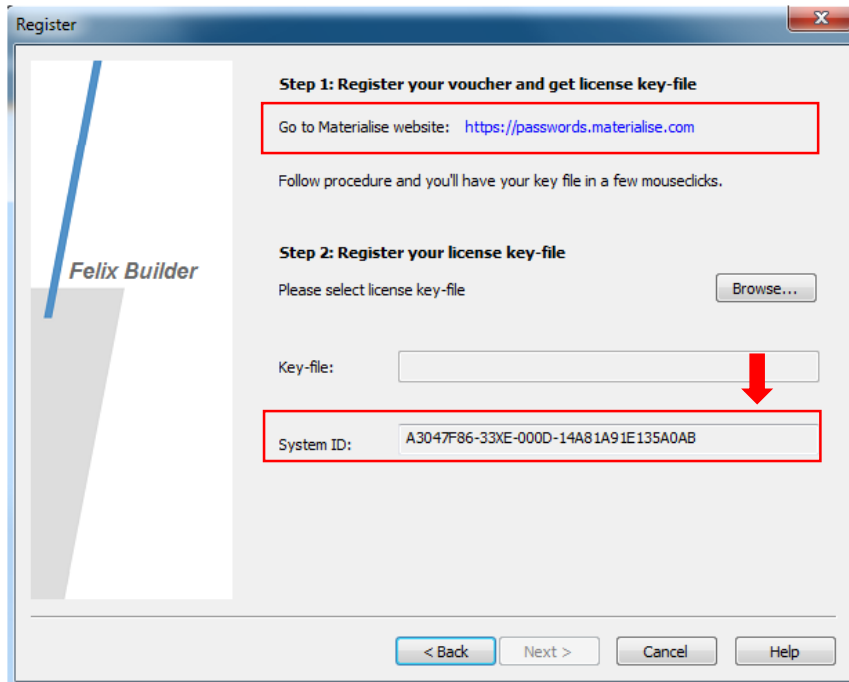 Register
Step 1: Register your voucher and get license key-file
Go to Materialise website: https://passwords.materialise.com
Follow procedure and you'll have your key file in a few mouseclicks.
Felix Builder
Step 2: Register your license key-file
Please select license key-file
Browse...
Key-file:
System ID: A3047F86-33XE-000D-14A81A91E135A0AB
< Back
Next >
Cancel
Help